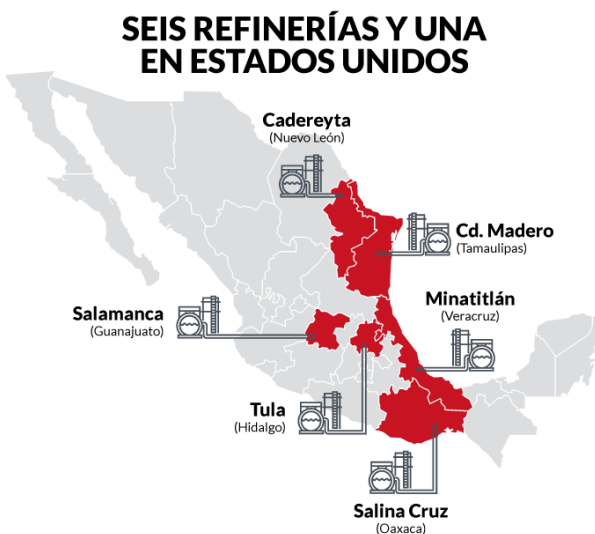 SEIS REFINERÍAS Y UNA
EN ESTADOS UNIDOS
Cadereyta
(Nuevo León)
Cd. Madero
(Tamaulipas)
Minatitlán
(Veracruz)
Salamanca
(Guanajuato)
Tula
(Hidalgo)
Salina Cruz
(Oaxaca)